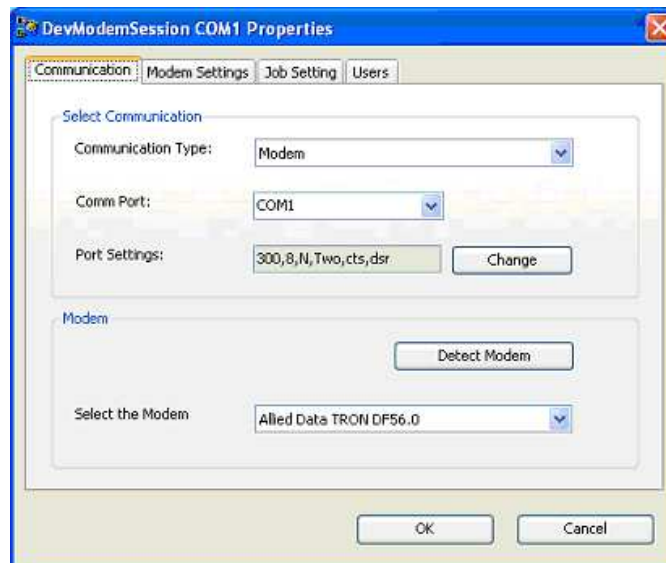 DevModemSession COM1 Properties
Communication Modem Settings Job Setting Users
Select Communication
Communication Type: Modem
Comm Port: COM1
Port Settings: 300,8,N,Two,cts,dsr Change
Modem
Detect Modem
Select the Modem Allied Data TRON DF56.0
OK Cancel